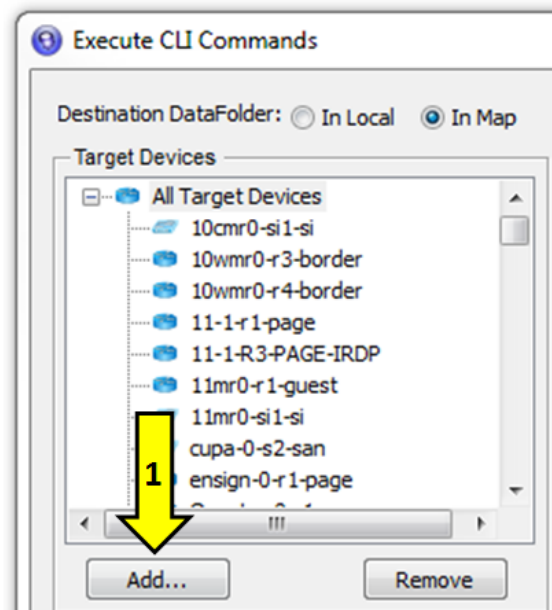 Execute CLI Commands
Destination DataFolder: In Local In Map
Target Devices
All Target Devices
10cmr0-si1-si
10wmr0-r3-border
10wmr0-r4-border
11-1-r1-page
11-1-R3-PAGE-IRDP
11mr0-r1-guest
11mr0-si1-si
cupa-0-s2-san
1 ensign-0-r1-page
Add... Remove